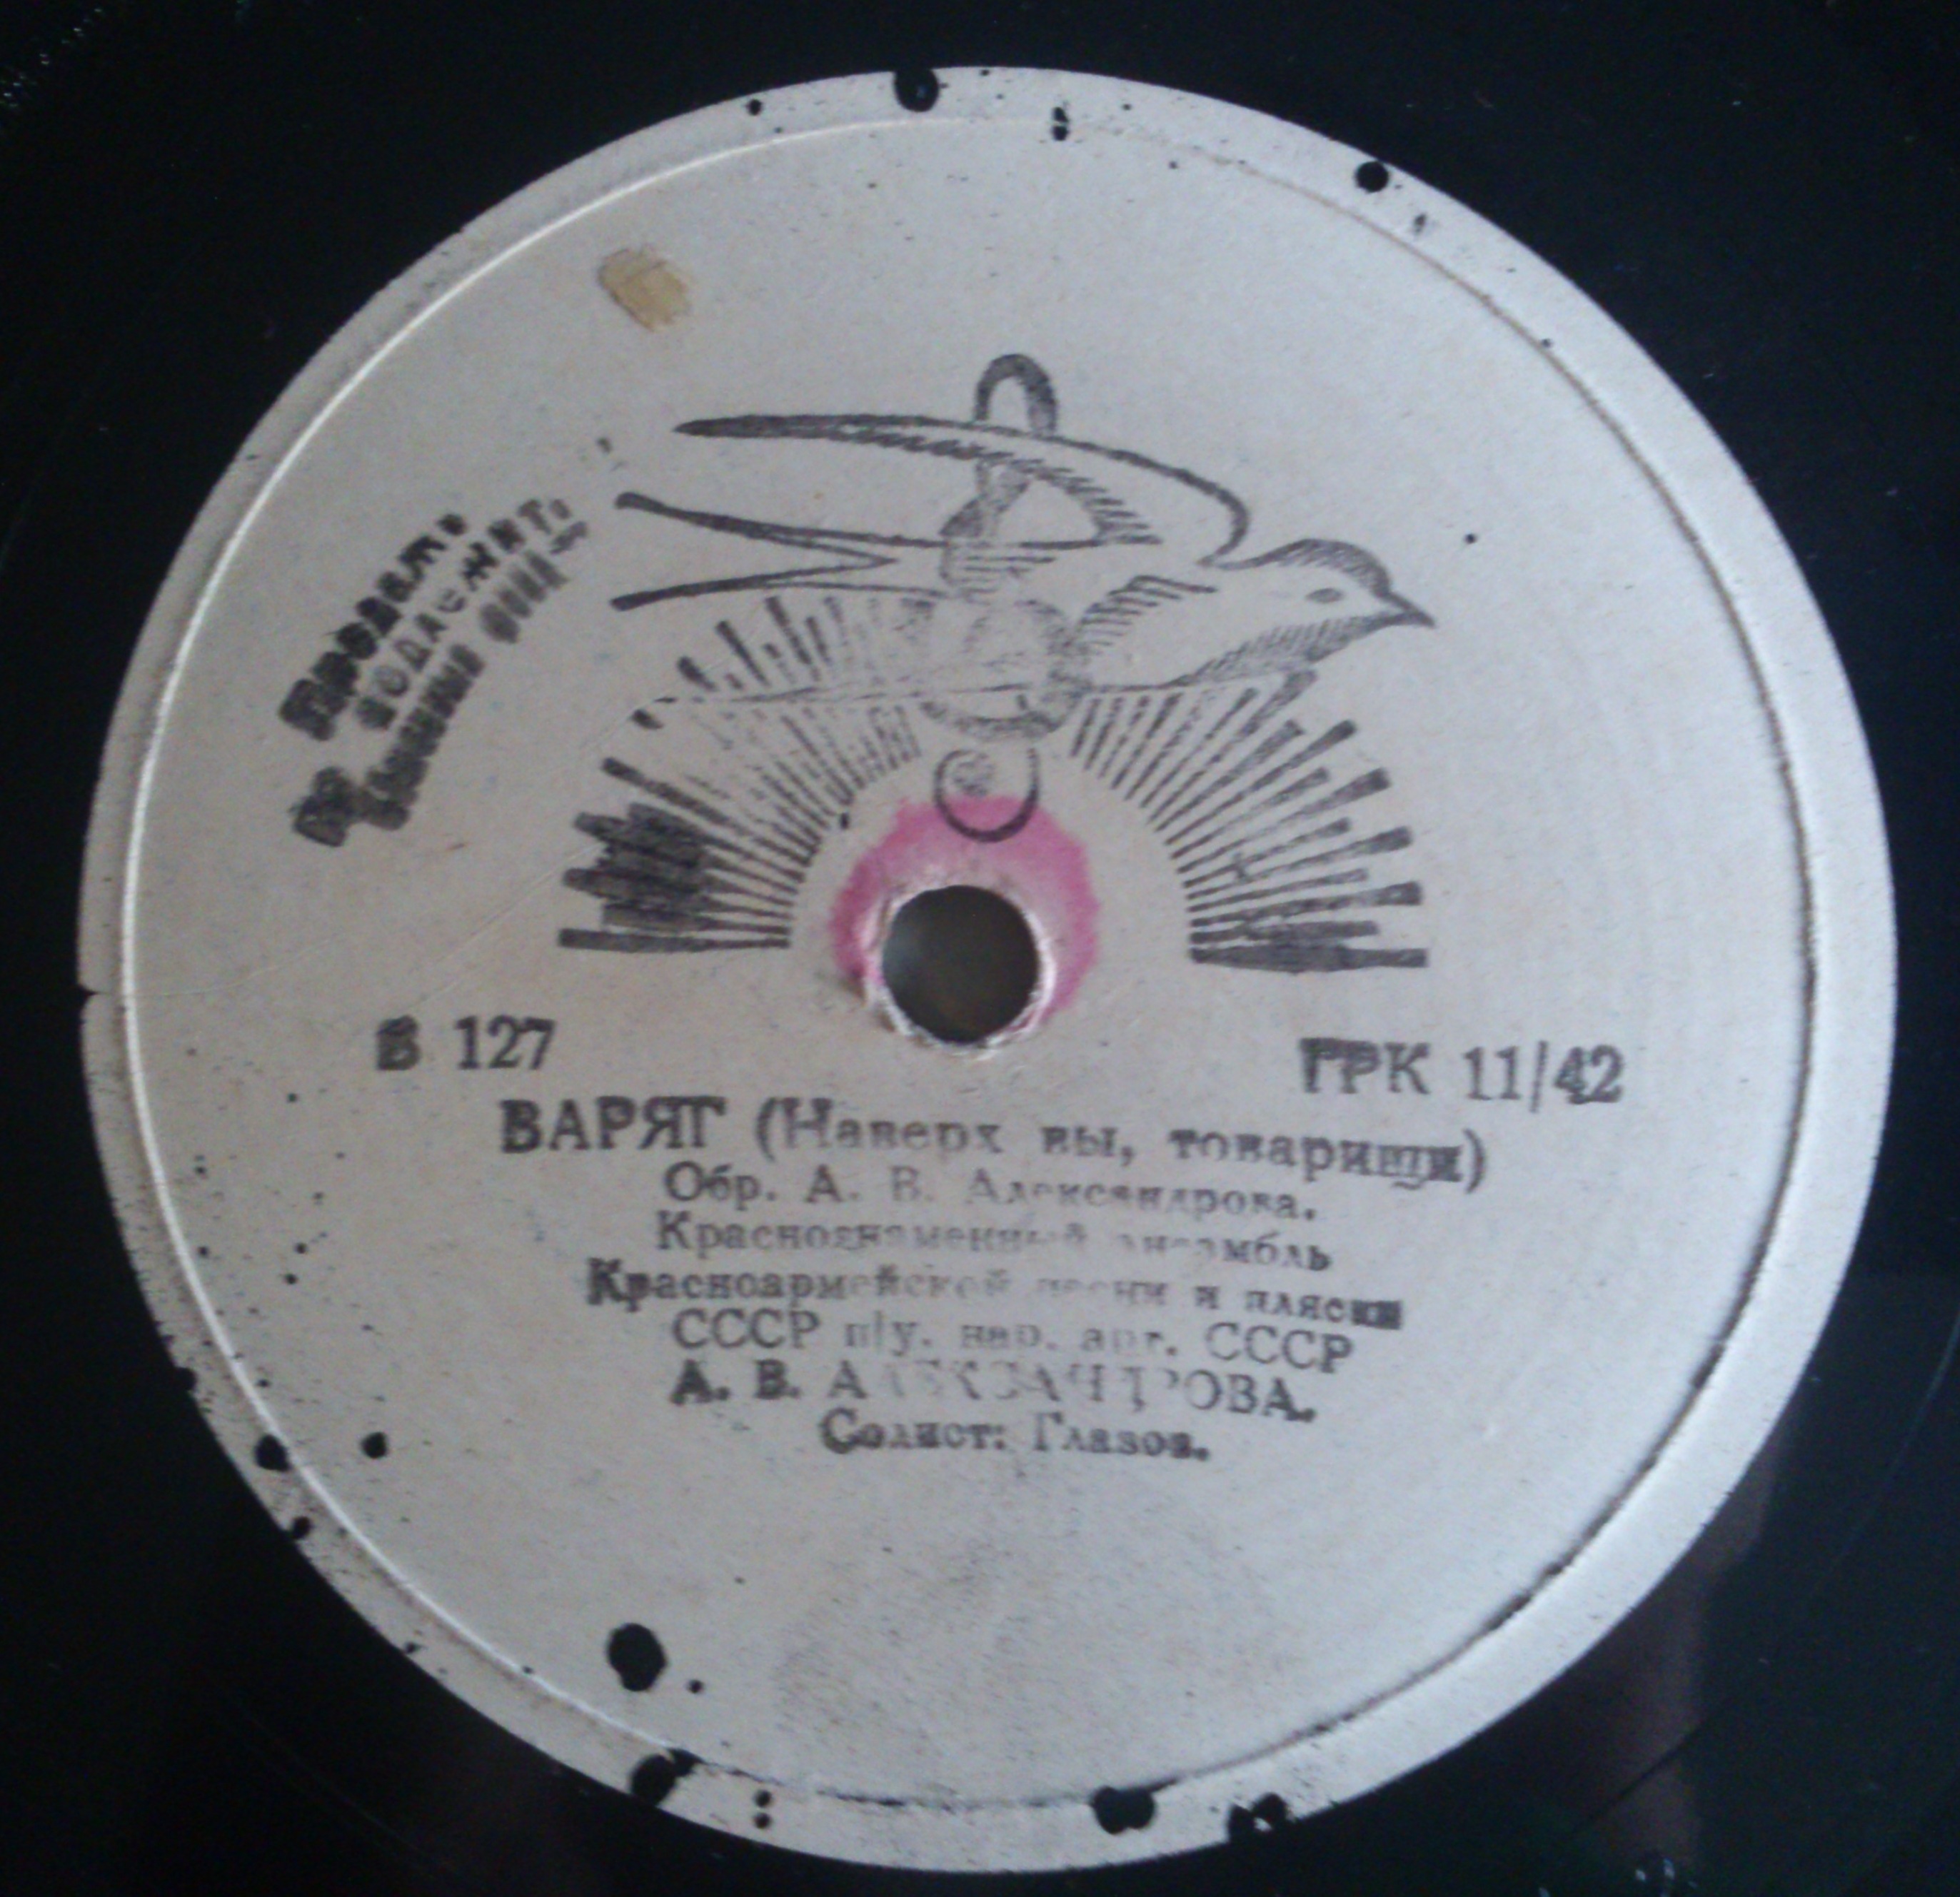 В 127
ГРК 11/42
ВАРЯГ (Наверх вы, товарищи)
Обр. А. В. Александрова.
Краснознаменный ансамбль
Красноармейской песни и пляски
СССР п/у. нар. арт. СССР
А. В. АЛЕКСАНДРОВА.
Солист: Глазов.